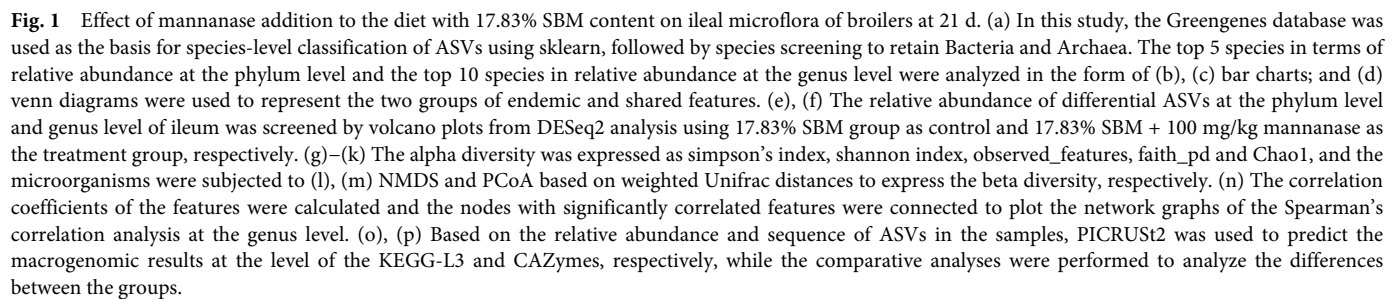 Fig. 1 Effect of mannanase addition to the diet with 17.83% SBM content on ileal microflora of broilers at 21 d. (a) In this study, the Greengenes database was
used as the basis for species-level classification of ASVs using sklearn, followed by species screening to retain Bacteria and Archaea. The top 5 species in terms of
relative abundance at the phylum level and the top 10 species in relative abundance at the genus level were analyzed in the form of (b), (c) bar charts; and (d)
venn diagrams were used to represent the two groups of endemic and shared features. (e), (f) The relative abundance of differential ASVs at the phylum level
and genus level of ileum was screened by volcano plots from DESeq2 analysis using 17.83% SBM group as control and 17.83% SBM + 100 mg/kg mannanase as
the treatment group, respectively. (g)−(k) The alpha diversity was expressed as simpson's index, shannon index, observed_features, faith_pd and Chao1, and the
microorganisms were subjected to (l), (m) NMDS and PCoA based on weighted Unifrac distances to express the beta diversity, respectively. (n) The correlation
coefficients of the features were calculated and the nodes with significantly correlated features were connected to plot the network graphs of the Spearman's
correlation analysis at the genus level. (o), (p) Based on the relative abundance and sequence of ASVs in the samples, PICRUSt2 was used to predict the
macrogenomic results at the level of the KEGG-L3 and CAZymes, respectively, while the comparative analyses were performed to analyze the differences
between the groups.